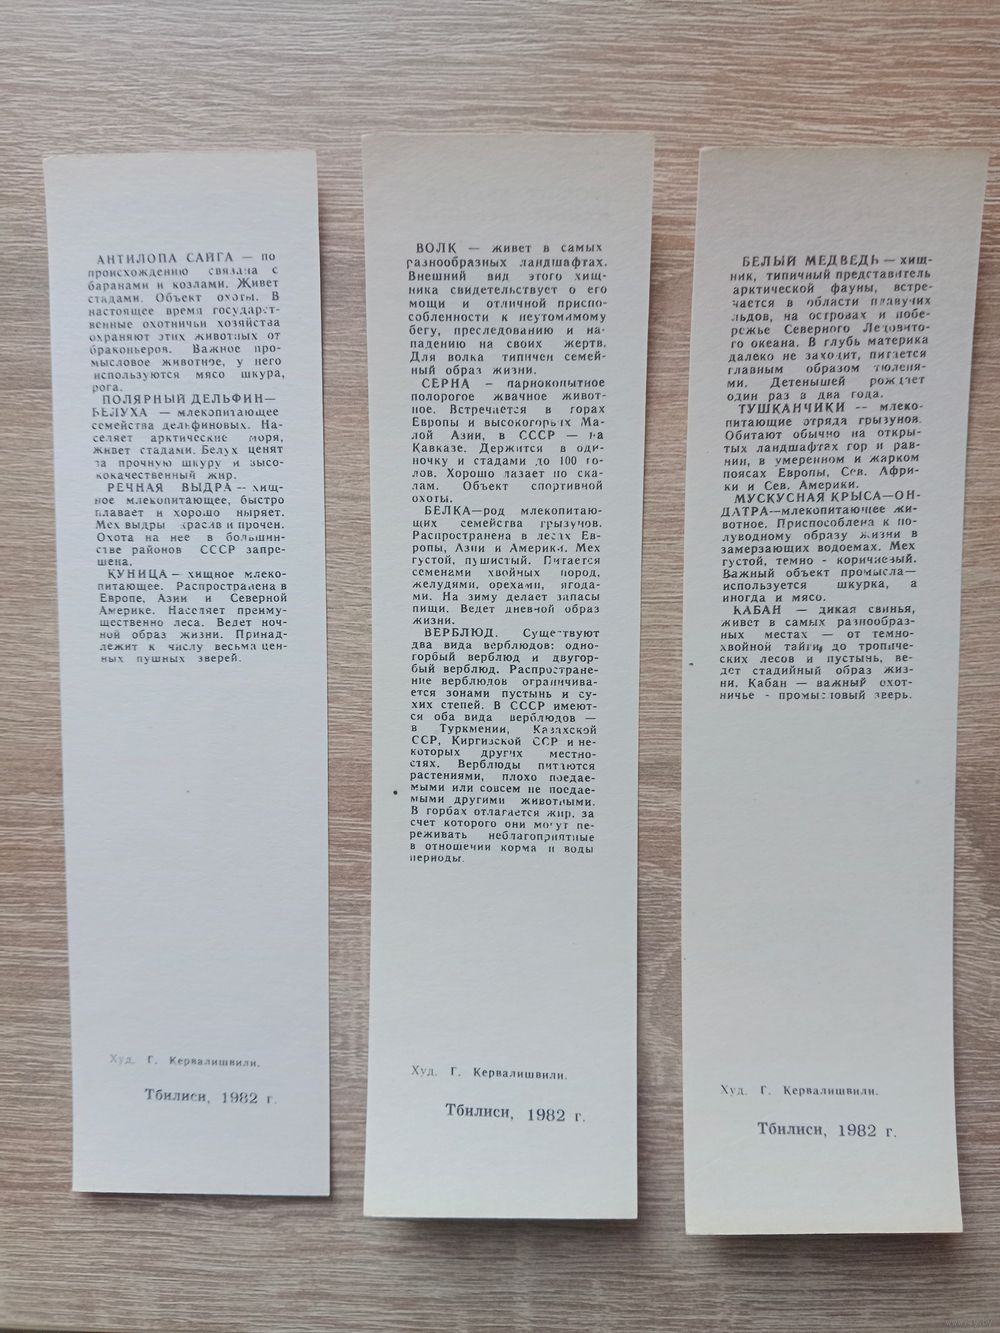 АНТИЛОПА САЙГА — по
происхождению связана с
баранами и козлами. Живет
стадами. Объект охоты. В
настоящее время государст-
венные охотничьи хозяйства
охраняют этих животных от
браконьеров. Важное про-
мысловое животное, у него
используются мясо шкура,
рога.
ПОЛЯРНЫЙ ДЕЛЬФИН—
БЕЛУХА — млекопитающее
семейства дельфиновых. На-
селяет арктические моря,
живет стадами. Белух ценят
за прочную шкуру и высо-
кокачественный жир.
РЕЧНАЯ ВЫДРА — хищ-
ное млекопитающее, быстро
плавает и хорошо ныряет.
Мех выдры красив и прочен.
Охота на нее в большин-
стве районов СССР запре-
шена.
КУНИЦА — хищное млеко-
питающее. Распространена в
Европе, Азии и Северной
Америке. Населяет преиму-
щественно леса. Ведет ноч-
ной образ жизни. Принад-
лежит к числу весьма цен-
ных пушных зверей.
Худ. Г. Кервалишвили.
Тбилиси, 1982 г.
ВОЛК — живет в самых
разнообразных ландшафтах.
Внешний вид этого хищ-
ника свидетельствует о его
мощи и отличной приспо-
собленности к неутомимому
бегу, преследованию и на-
падению на своих жертв.
Для волка типичен семей-
ный образ жизни.
СЕРНА — парнокопытное
полорогое жвачное живот-
ное. Встречается в горах
Европы и высокогорьих Ма-
лой Азии, в СССР — на
Кавказе. Держится в оди-
ночку и стадами до 100 го-
лов. Хорошо лазает по ска-
лам. Объект спортивной
охоты.
БЕЛКА—род млекопитаю-
щих семейства грызунов.
Распространена в лесах Ев-
ропы, Азии и Америки. Мех
густой, пушистый. Питается
семенами хвойных пород,
желудями, орехами, ягода-
ми. На зиму делает запасы
пищи. Ведет дневной образ
жизни.
ВЕРБЛЮД. Существуют
два вида верблюдов: одно-
горбый верблюд и двугор-
бый верблюд. Распростране-
ние верблюдов ограничива-
ется зонами пустынь и су-
хих степей. В СССР имеют-
ся оба вида верблюдов —
в Туркмении, Казахской
ССР, Киргизской ССР и не-
которых других местно-
стях. Верблюды питаются
растениями, плохо поедае-
мыми или совсем не поедае-
мыми другими животными.
В горбах отлагается жир, за
счет которого они могут пе-
реживать неблагоприятные
в отношении корма и воды
периоды.
Худ. Г. Кервалишвили.
Тбилиси, 1982 г.
БЕЛЫЙ МЕДВЕДЬ — хищ-
ник, типичный представитель
арктической фауны, встре-
чается в области плавучих
льдов, на островах и побе-
режье Северного Ледовито-
го океана. В глубь материка
далеко не заходит, питается
главным образом тюленя-
ми. Детенышей рождает
один раз в два года.
ТУШКАНЧИКИ -- млеко-
питающие отряда грызунов.
Обитают обычно на откры-
тых ландшафтах гор и рав-
нин, в умеренном и жарком
поясах Европы, Сев. Афри-
ки и Сев. Америки.
МУСКУСНАЯ КРЫСА—ОН-
ДАТРА—млекопитающее жи-
вотное. Приспособлена к по-
луводному образу жизни в
замерзающих водоемах. Мех
густой, темно - коричневый.
Важный объект промысла—
используется шкурка, а
иногда и мясо.
КАБАН — дикая свинья,
живет в самых разнообраз-
ных местах — от темно-
хвойной тайги, до тропиче-
ских лесов и пустынь, ве-
дет стадийный образ жиз-
ни. Кабан — важный охот-
ничье - промысловый зверь.
Худ. Г. Кервалишвили.
Тбилиси, 1982 г.